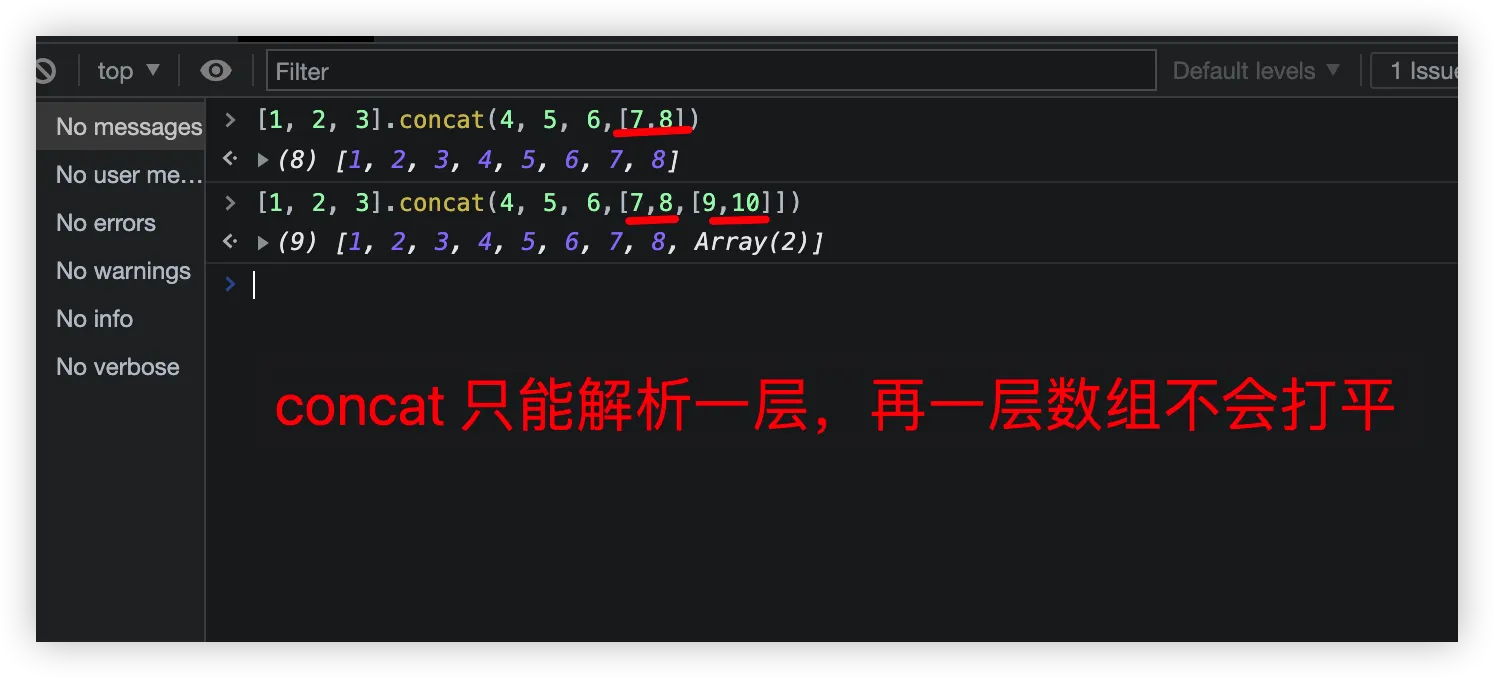 top ▼
Filter
Default levels ▼
1 Issue
No messages
No user me…
No errors
No warnings
No info
No verbose
> [1, 2, 3].concat(4, 5, 6,[7,8])
<· ▶ (8) [1, 2, 3, 4, 5, 6, 7, 8]
> [1, 2, 3].concat(4, 5, 6,[7,8,[9,10]])
<· ▶ (9) [1, 2, 3, 4, 5, 6, 7, 8, Array(2)]
>
concat 只能解析一层，再一层数组不会打平